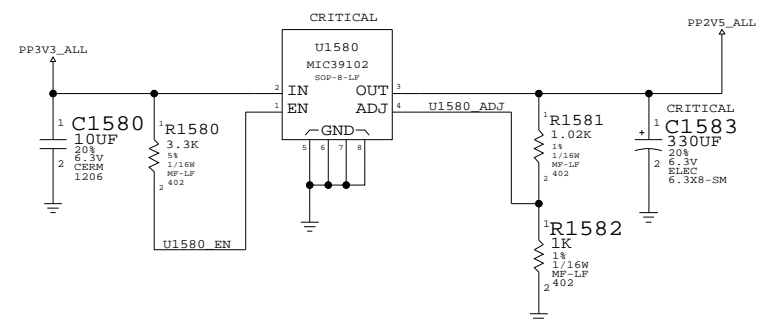 CRITICAL
PP2V5_ALL
PP3V3_ALL
U1580
MIC39102
SOP-8-LF
2 IN OUT 3
1 EN ADJ 4
U1580_ADJ
GND
5 6 7 8
1 C1580
10UF
20%
6.3V
2 CERM
1206
1 R1580
3.3K
5%
1/16W
MF-LF
2 402
U1580_EN
1 R1581
1.02K
1%
1/16W
MF-LF
2 402
CRITICAL
1 C1583
+ 330UF
20%
2 6.3V
ELEC
6.3X8-SM
1 R1582
1K
1%
1/16W
MF-LF
2 402